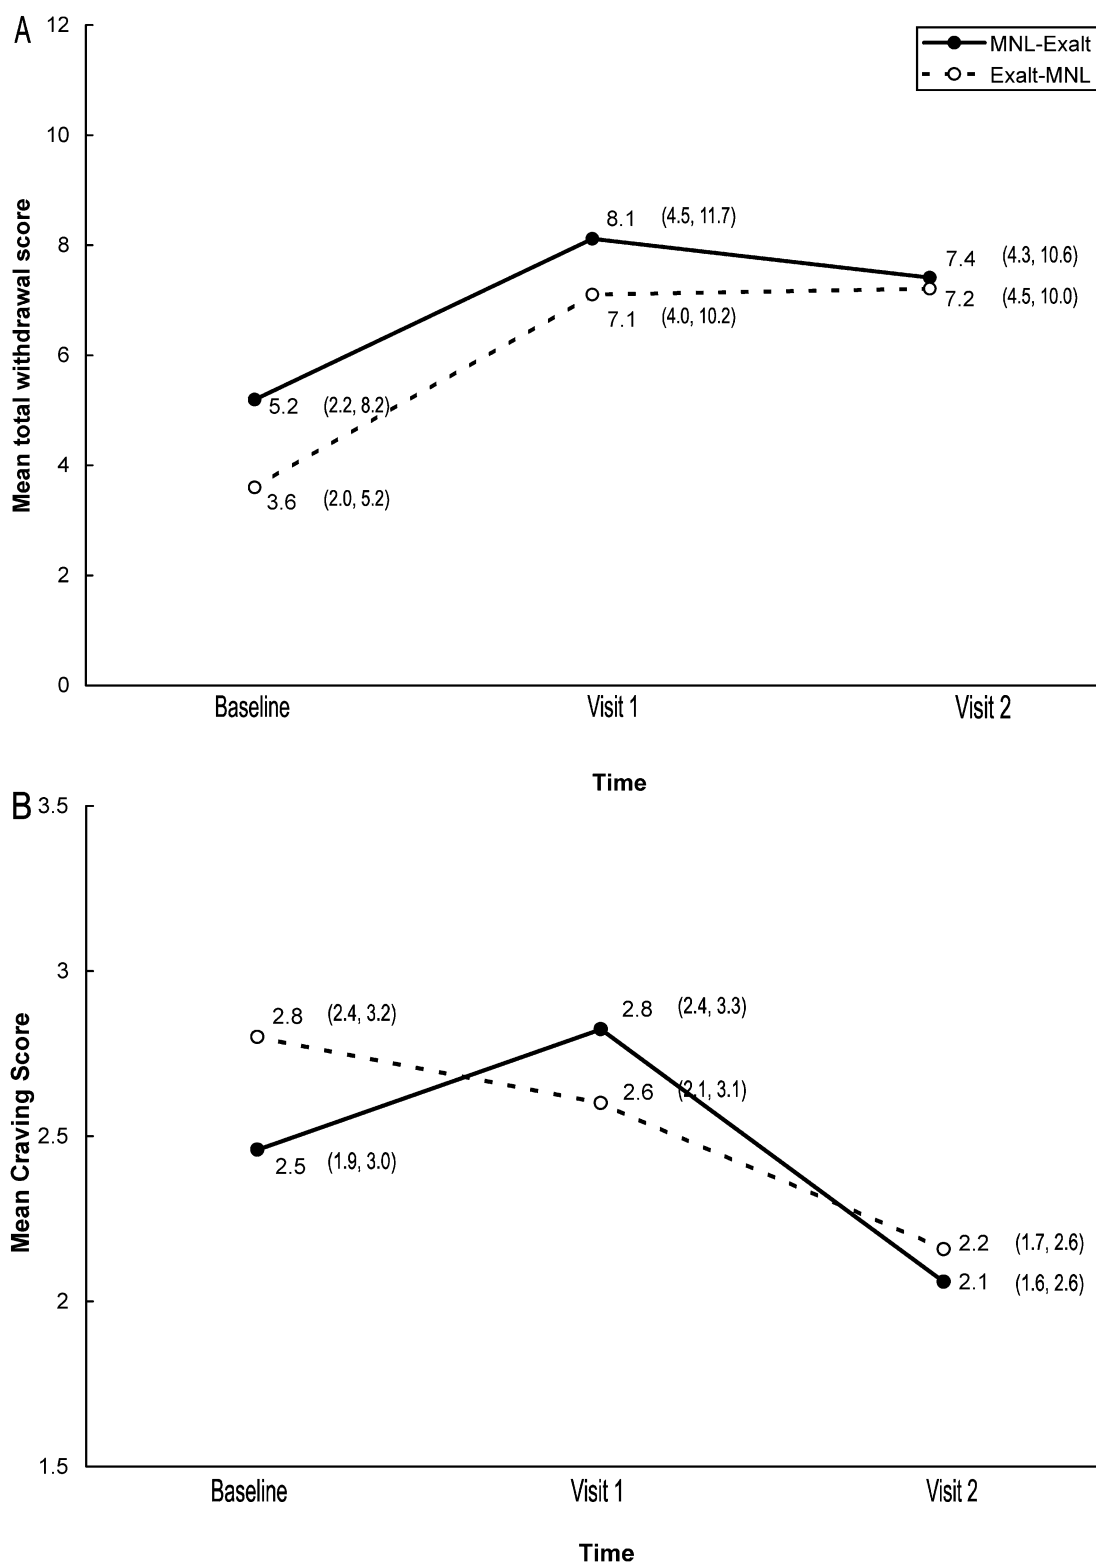 A
12
MNL-Exalt
Exalt-MNL
10
8.1 (4.5, 11.7)
8
7.4 (4.3, 10.6)
7.2 (4.5, 10.0)
7.1 (4.0, 10.2)
Mean total withdrawal score
6
5.2 (2.2, 8.2)
4
3.6 (2.0, 5.2)
2
0
Baseline Visit 1 Visit 2
Time
B
3.5
3
2.8 (2.4, 3.2)
2.8 (2.4, 3.3)
2.6 (2.1, 3.1)
Mean Craving Score
2.5
2.5 (1.9, 3.0)
2.2 (1.7, 2.6)
2.1 (1.6, 2.6)
2
1.5
Baseline Visit 1 Visit 2
Time